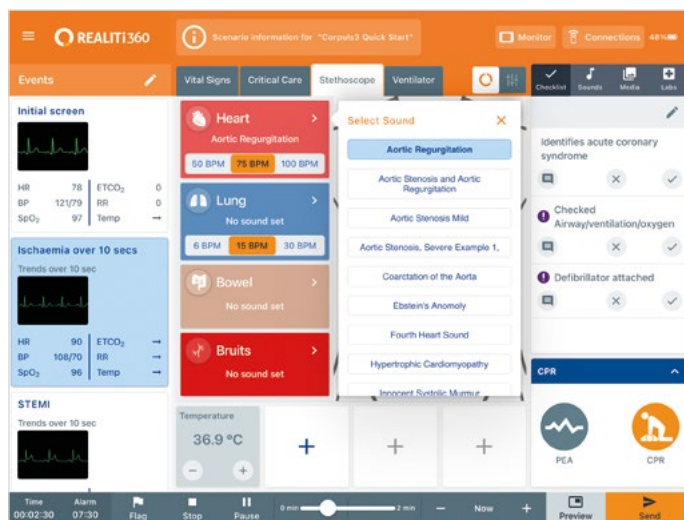 REALITi360
Scenario information for "Corpuls3 Quick Start"
Monitor
Connections
48%
Events
Vital Signs
Critical Care
Stethoscope
Ventilator
Checklist
Sounds
Media
Labs
Initial screen
HR 78 ETCO₂ 0
BP 121/79 RR 0
SpO₂ 97 Temp →
Ischaemia over 10 secs
Trends over 10 sec
HR 90 ETCO₂ →
BP 108/70 RR →
SpO₂ 96 Temp →
STEMI
Trends over 10 sec
Heart
Aortic Regurgitation
50 BPM 75 BPM 100 BPM
Lung
No sound set
6 BPM 15 BPM 30 BPM
Bowel
No sound set
Bruits
No sound set
Select Sound
Aortic Regurgitation
Aortic Stenosis and Aortic
Regurgitation
Aortic Stenosis Mild
Aortic Stenosis, Severe Example 1,
Coarctation of the Aorta
Ebstein's Anomoly
Fourth Heart Sound
Hypertrophic Cardiomyopathy
Innocent Systolic Murmur
Identifies acute coronary
syndrome
Checked
Airway/ventilation/oxygen
Defibrillator attached
CPR
PEA
CPR
Temperature
36.9 °C
Time
00:02:30
Alarm
07:30
Flag
Stop
Pause
0 min
2 min
Now
Preview
Send